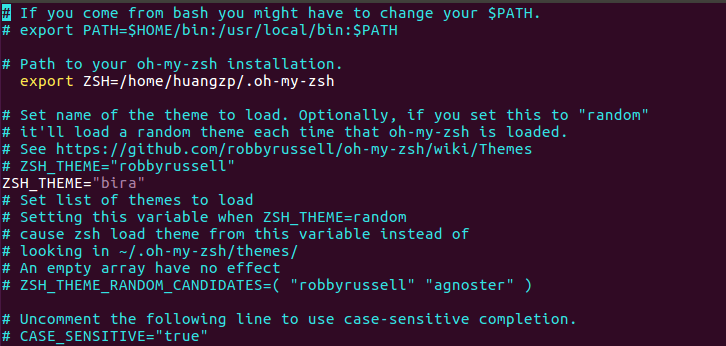 # If you come from bash you might have to change your $PATH.
# export PATH=$HOME/bin:/usr/local/bin:$PATH

# Path to your oh-my-zsh installation.
  export ZSH=/home/huangzp/.oh-my-zsh

# Set name of the theme to load. Optionally, if you set this to "random"
# it'll load a random theme each time that oh-my-zsh is loaded.
# See https://github.com/robbyrussell/oh-my-zsh/wiki/Themes
# ZSH_THEME="robbyrussell"
ZSH_THEME="bira"
# Set list of themes to load
# Setting this variable when ZSH_THEME=random
# cause zsh load theme from this variable instead of
# looking in ~/.oh-my-zsh/themes/
# An empty array have no effect
# ZSH_THEME_RANDOM_CANDIDATES=( "robbyrussell" "agnoster" )

# Uncomment the following line to use case-sensitive completion.
# CASE_SENSITIVE="true"